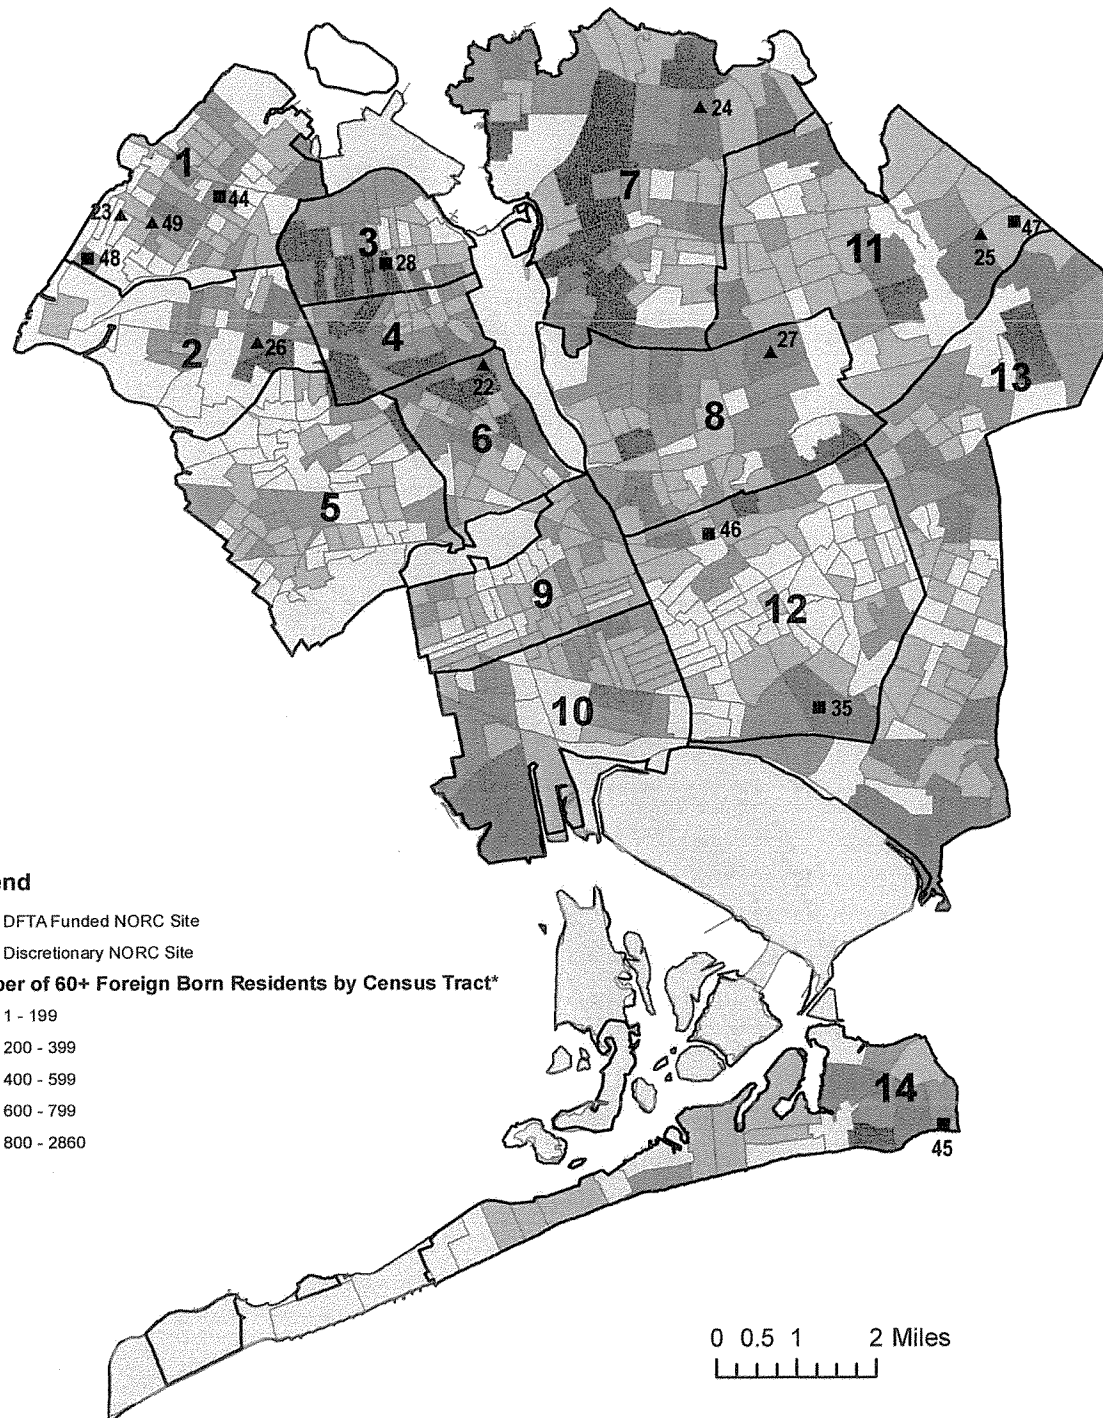 24
1
7
44
23
49
47
3
11
25
48
28
4
27
2
26
22
13
8
6
5
46
9
12
35
10
end
DFTA Funded NORC Site
Discretionary NORC Site
ber of 60+ Foreign Born Residents by Census Tract*
1 - 199
200 - 399
400 - 599
600 - 799
800 - 2860
14
45
0 0.5 1 2 Miles